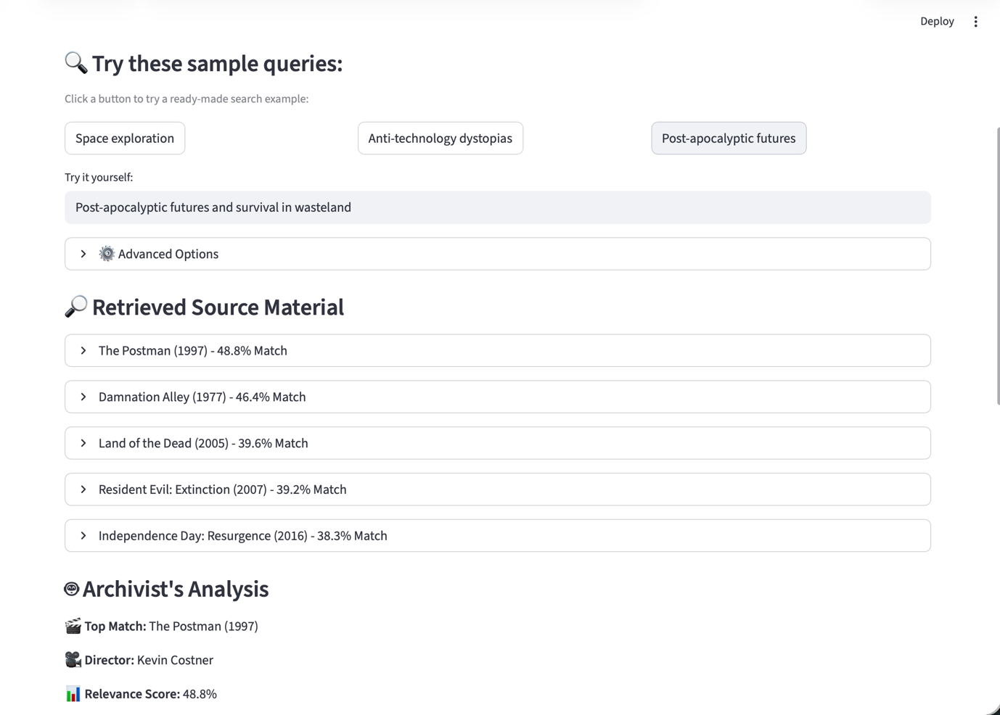 Deploy
Try these sample queries:
Click a button to try a ready-made search example:
Space exploration
Anti-technology dystopias
Post-apocalyptic futures
Try it yourself:
Post-apocalyptic futures and survival in wasteland
Advanced Options
Retrieved Source Material
The Postman (1997) - 48.8% Match
Damnation Alley (1977) - 46.4% Match
Land of the Dead (2005) - 39.6% Match
Resident Evil: Extinction (2007) - 39.2% Match
Independence Day: Resurgence (2016) - 38.3% Match
Archivist's Analysis
Top Match: The Postman (1997)
Director: Kevin Costner
Relevance Score: 48.8%